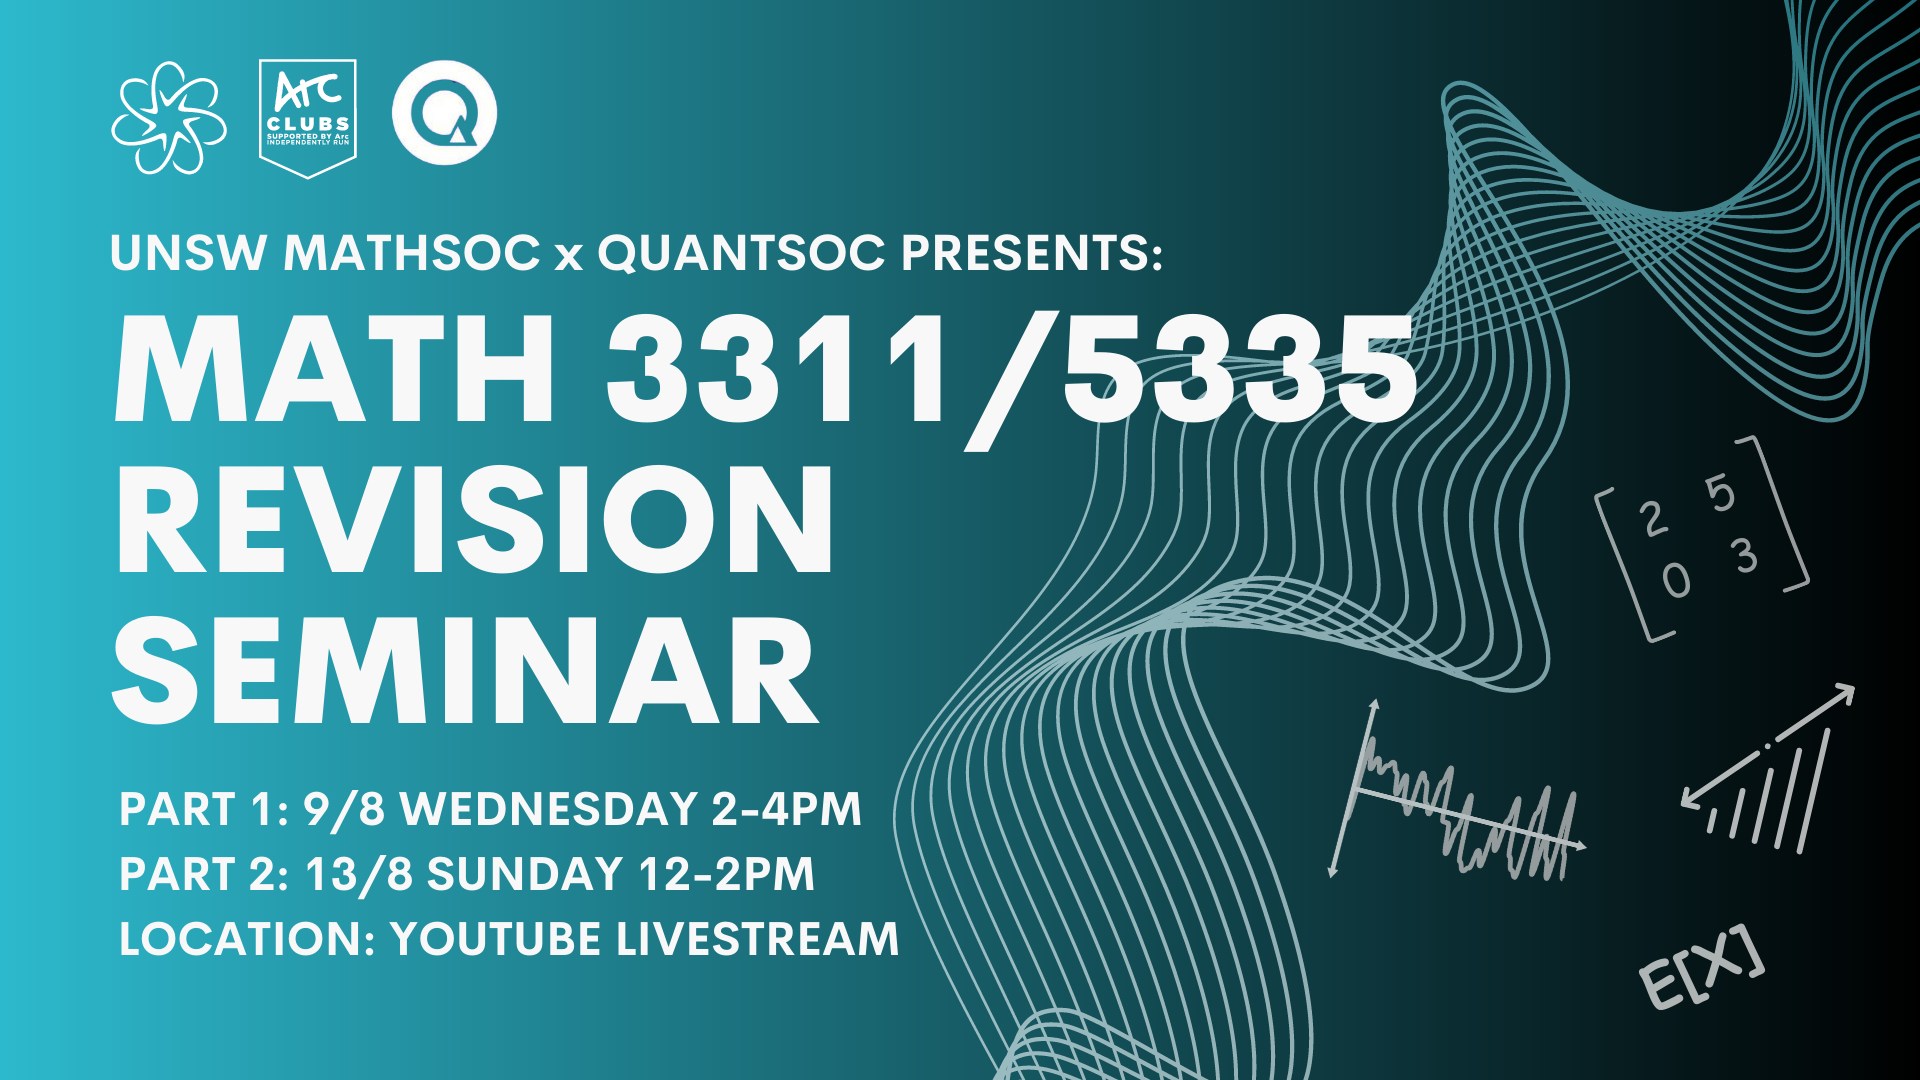 Arc
CLUBS
SUPPORTED BY Arc
INDEPENDENTLY RUN
UNSW MATHSOC x QUANTSOC PRESENTS:
MATH 3311/5335
REVISION
SEMINAR
PART 1: 9/8 WEDNESDAY 2-4PM
PART 2: 13/8 SUNDAY 12-2PM
LOCATION: YOUTUBE LIVESTREAM
2 5
0 3
E[X]